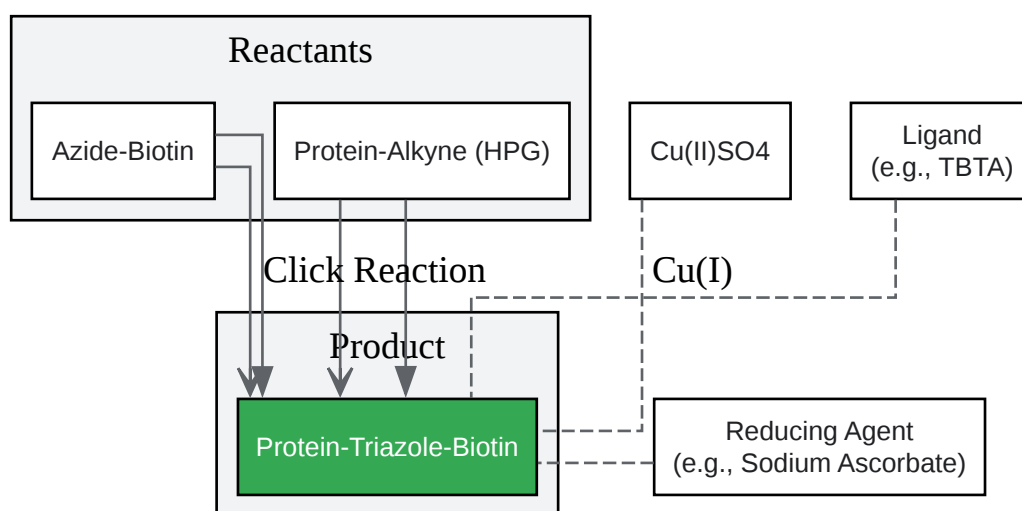 Reactants
Azide-Biotin
Protein-Alkyne (HPG)
Cu(II)SO4
Ligand
(e.g., TBTA)
Click Reaction
Cu(I)
Product
Protein-Triazole-Biotin
Reducing Agent
(e.g., Sodium Ascorbate)